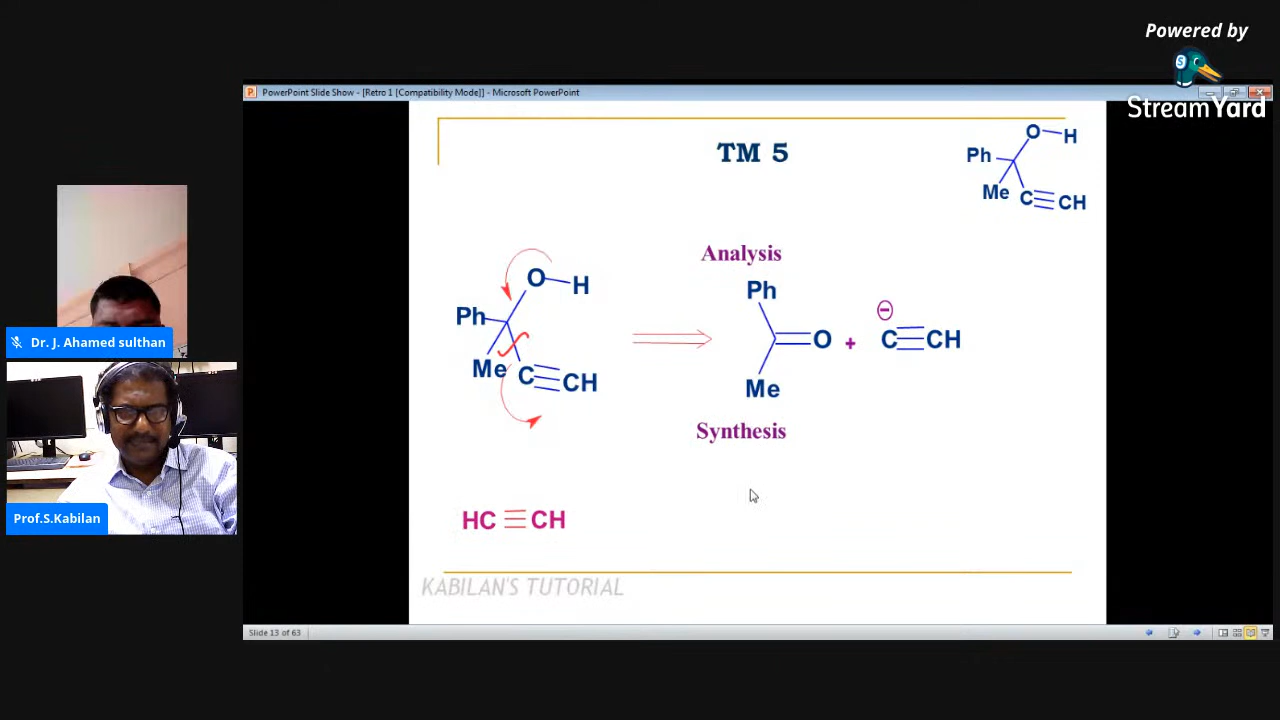 Powered by
StreamYard
PowerPoint Slide Show - [Retro 1 [Compatibility Mode]] - Microsoft PowerPoint
TM 5
O H
Ph
Me C CH
Analysis
O H
Ph
Me C CH
Ph
O + C CH
Me
Synthesis
HC CH
KABILAN'S TUTORIAL
Slide 13 of 63
Dr. J. Ahamed sulthan
Prof.S.Kabilan